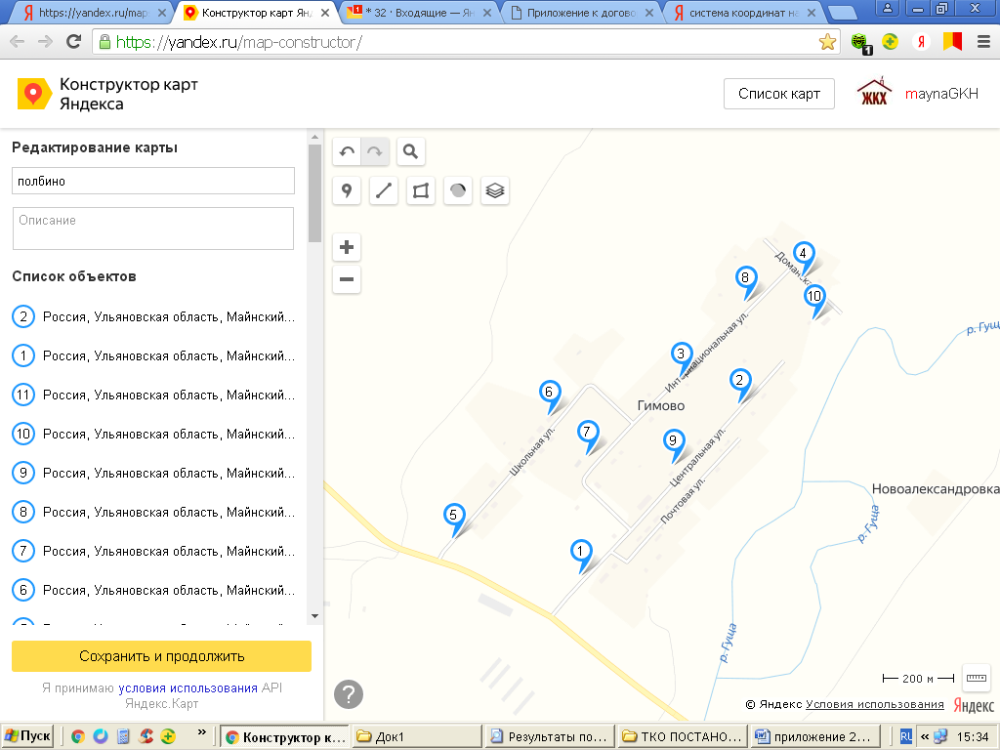 https://yandex.ru/map-
Конструктор карт Ян
* 32 · Входящие — Ян
Приложение к догово
система координат на
https://yandex.ru/map-constructor/
1
Я
Конструктор карт
Яндекса
Список карт
ЖКХ
maynaGKH
Редактирование карты
полбино
Описание
Список объектов
2 Россия, Ульяновская область, Майнский...
1 Россия, Ульяновская область, Майнский...
11 Россия, Ульяновская область, Майнский...
10 Россия, Ульяновская область, Майнский...
9 Россия, Ульяновская область, Майнский...
8 Россия, Ульяновская область, Майнский...
7 Россия, Ульяновская область, Майнский...
6 Россия, Ульяновская область, Майнский...
Сохранить и продолжить
Я принимаю условия использования API
Яндекс.Карт
4
8
10
3
2
6
7
9
5
1
Интернациональная ул.
Гимово
Школьная ул.
Центральная ул.
Почтовая ул.
р. Гуща
Новоалександровка
р. Гуща
р. Гуща
200 м
© Яндекс Условия использования
Яндекс
?
Пуск
»
Конструктор к...
Док1
Результаты по...
ТКО ПОСТАНО...
приложение 2...
RU
«
15:34